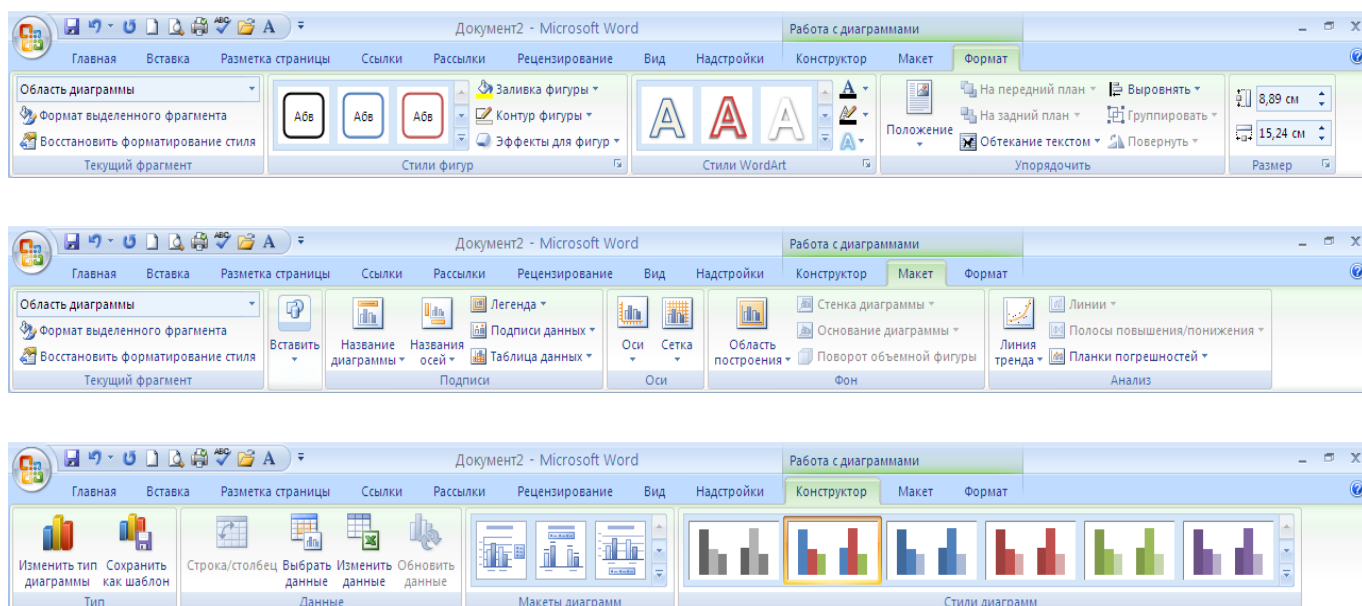 Документ2 - Microsoft Word Работа с диаграммами
Главная Вставка Разметка страницы Ссылки Рассылки Рецензирование Вид Надстройки Конструктор Макет Формат
Область диаграммы
Формат выделенного фрагмента
Восстановить форматирование стиля
Текущий фрагмент
Абв Абв Абв
Заливка фигуры
Контур фигуры
Эффекты для фигур
Стили фигур
A A A A A
Стили WordArt
Положение
На передний план
На задний план
Обтекание текстом
Выровнять
Группировать
Повернуть
Упорядочить
8,89 см
15,24 см
Размер
Документ2 - Microsoft Word Работа с диаграммами
Главная Вставка Разметка страницы Ссылки Рассылки Рецензирование Вид Надстройки Конструктор Макет Формат
Область диаграммы
Формат выделенного фрагмента
Восстановить форматирование стиля
Текущий фрагмент
Вставить
Название
диаграммы
Названия
осей
Легенда
Подписи данных
Таблица данных
Подписи
Оси Сетка
Оси
Область
построения
Стенка диаграммы
Основание диаграммы
Поворот объемной фигуры
Фон
Линия
тренда
Линии
Полосы повышения/понижения
Планки погрешностей
Анализ
Документ2 - Microsoft Word Работа с диаграммами
Главная Вставка Разметка страницы Ссылки Рассылки Рецензирование Вид Надстройки Конструктор Макет Формат
Изменить тип
диаграммы
Сохранить
как шаблон
Тип
Строка/столбец
Выбрать
данные
Изменить
данные
Обновить
данные
Данные
Макеты диаграмм
Стили диаграмм